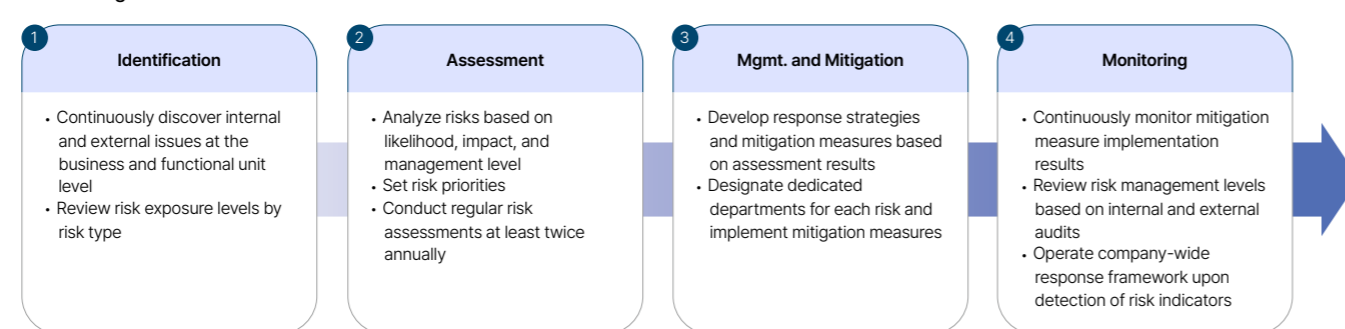 1
Identification
• Continuously discover internal
and external issues at the
business and functional unit
level
• Review risk exposure levels by
risk type
2
Assessment
• Analyze risks based on
likelihood, impact, and
management level
• Set risk priorities
• Conduct regular risk
assessments at least twice
annually
3
Mgmt. and Mitigation
• Develop response strategies
and mitigation measures based
on assessment results
• Designate dedicated
departments for each risk and
implement mitigation measures
4
Monitoring
• Continuously monitor mitigation
measure implementation
results
• Review risk management levels
based on internal and external
audits
• Operate company-wide
response framework upon
detection of risk indicators